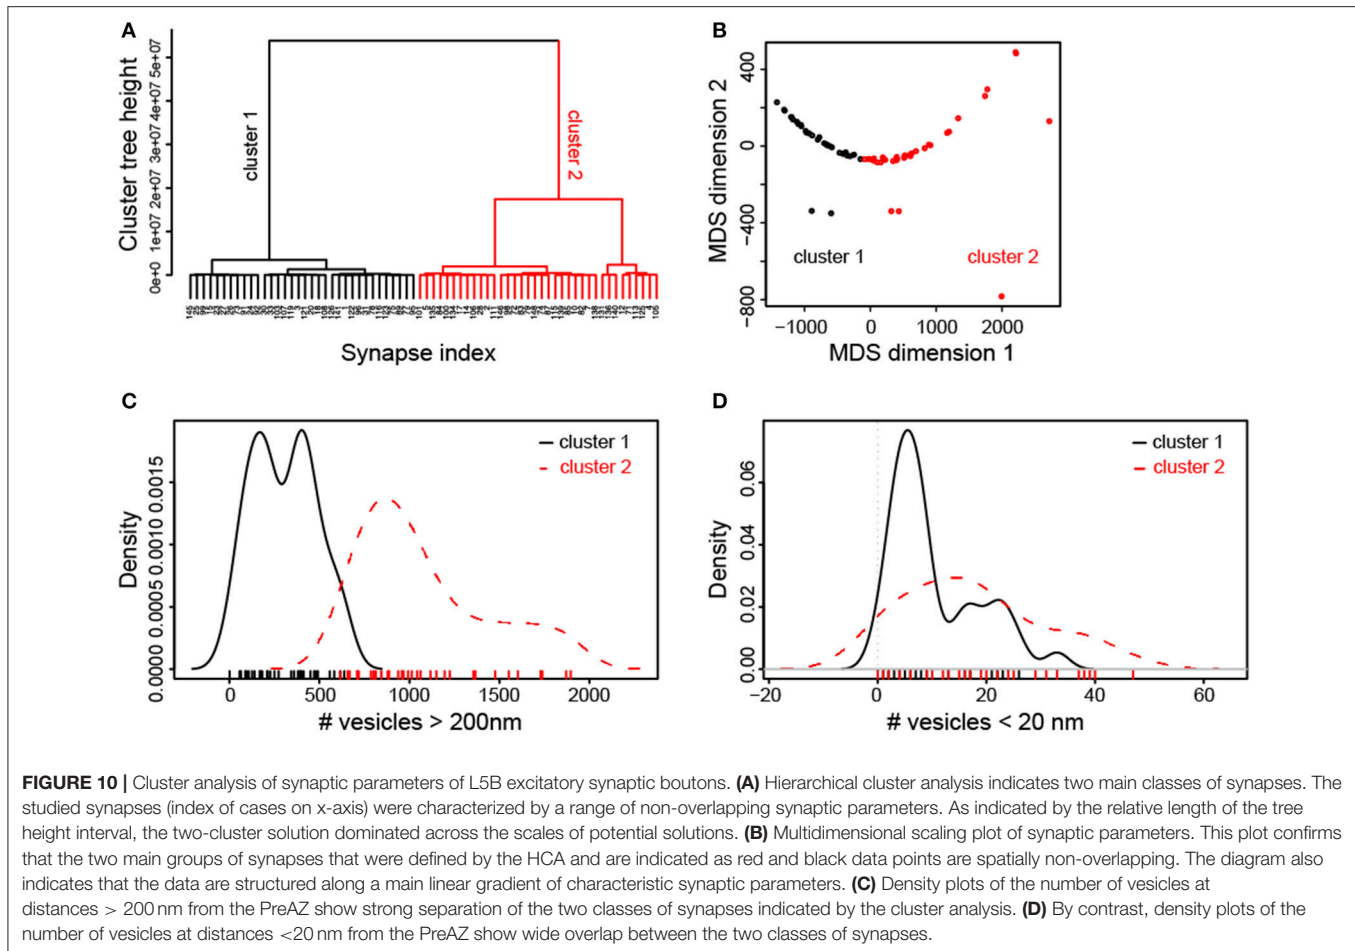 A
Cluster tree height
0e+0 1e+07 2e+07 3e+07 4e+07 5e+07
cluster 1
cluster 2
Synapse index
B
MDS dimension 2
400
0
−400
−800
cluster 1
cluster 2
−1000 0 1000 2000
MDS dimension 1
C
Density
0.0000 0.0005 0.0010 0.0015
cluster 1
cluster 2
0 500 1000 1500 2000
# vesicles > 200nm
D
Density
0.00 0.02 0.04 0.06
cluster 1
cluster 2
−20 0 20 40 60
# vesicles < 20 nm
FIGURE 10 | Cluster analysis of synaptic parameters of L5B excitatory synaptic boutons. (A) Hierarchical cluster analysis indicates two main classes of synapses. The
studied synapses (index of cases on x-axis) were characterized by a range of non-overlapping synaptic parameters. As indicated by the relative length of the tree
height interval, the two-cluster solution dominated across the scales of potential solutions. (B) Multidimensional scaling plot of synaptic parameters. This plot confirms
that the two main groups of synapses that were defined by the HCA and are indicated as red and black data points are spatially non-overlapping. The diagram also
indicates that the data are structured along a main linear gradient of characteristic synaptic parameters. (C) Density plots of the number of vesicles at
distances > 200 nm from the PreAZ show strong separation of the two classes of synapses indicated by the cluster analysis. (D) By contrast, density plots of the
number of vesicles at distances <20 nm from the PreAZ show wide overlap between the two classes of synapses.